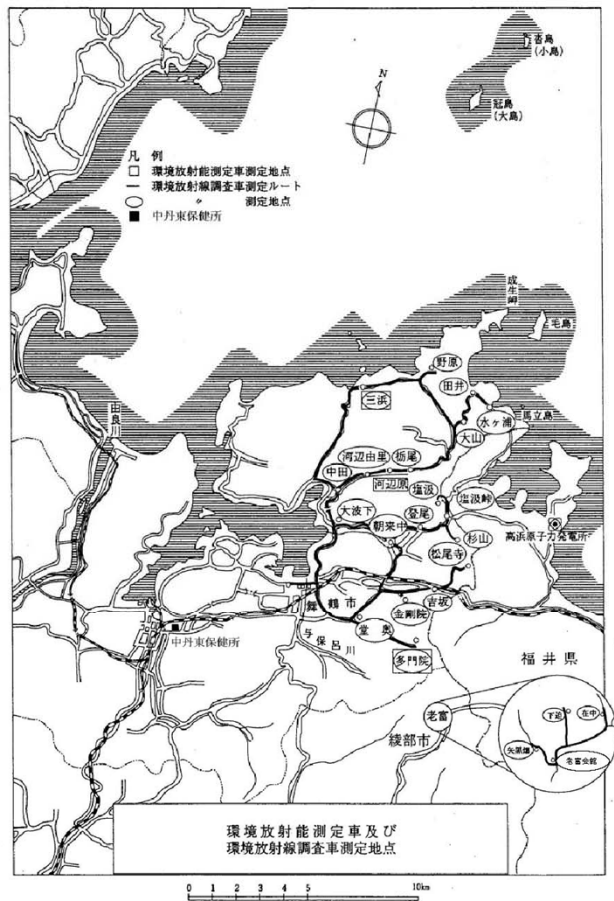 沓島
(小島)
冠島
(大島)
N
凡 例
□ 環境放射能測定車測定地点
― 環境放射線調査車測定ルート
〃 測定地点
■ 中丹東保健所
成生岬
毛島
野原
田井
三浜
水ヶ浦
馬立島
大山
由良川
河辺由里
栃尾
中田
河辺原
塩汲
塩汲峠
大波下
登尾
朝来中
杉山
高浜原子力発電所
松尾寺
吉坂
金剛院
舞鶴市
堂奥
与保呂川
中丹東保健所
多門院
福井県
老富
綾部市
在中
老富会館
環境放射能測定車及び
環境放射線調査車測定地点
0 1 2 3 4 5 10km